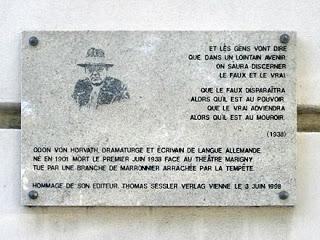 ET LES GENS VONT DIRE
QUE DANS UN LOINTAIN AVENIR
ON SAURA DISCERNER
LE FAUX ET LE VRAI.
QUE LE FAUX DISPARAÎTRA
ALORS QU'IL EST AU POUVOIR,
QUE LE VRAI ADVIENDRA
ALORS QU'IL EST AU MOUROIR.
(1938)
ODON VON HORVATH, DRAMATURGE ET ÉCRIVAIN DE LANGUE ALLEMANDE,
NÉ EN 1901 MORT LE PREMIER JUIN 1938 FACE AU THÉÂTRE MARIGNY
TUÉ PAR UNE BRANCHE DE MARRONNIER ARRACHÉE PAR LA TEMPÊTE.
HOMMAGE DE SON EDITEUR, THOMAS SESSLER VERLAG VIENNE LE 3 JUIN 1998